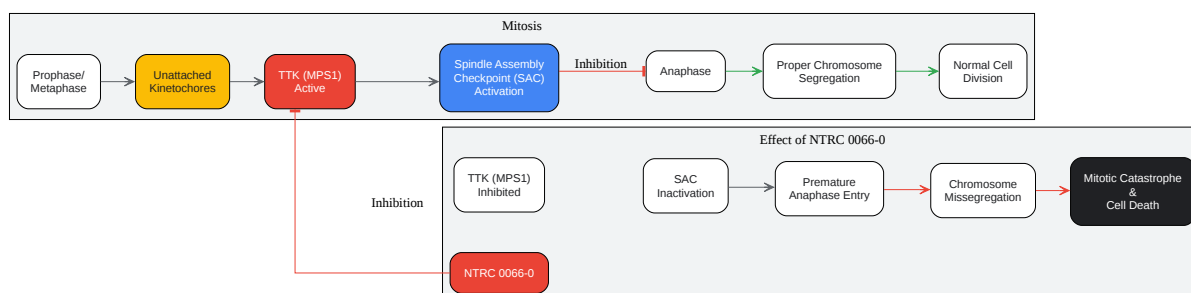 Mitosis
Prophase/
Metaphase
Unattached
Kinetochores
TTK (MPS1)
Active
Spindle Assembly
Checkpoint (SAC)
Activation
Inhibition
Anaphase
Proper Chromosome
Segregation
Normal Cell
Division
Effect of NTRC 0066-0
TTK (MPS1)
Inhibited
SAC
Inactivation
Premature
Anaphase Entry
Chromosome
Missegregation
Mitotic Catastrophe
&
Cell Death
Inhibition
NTRC 0066-0